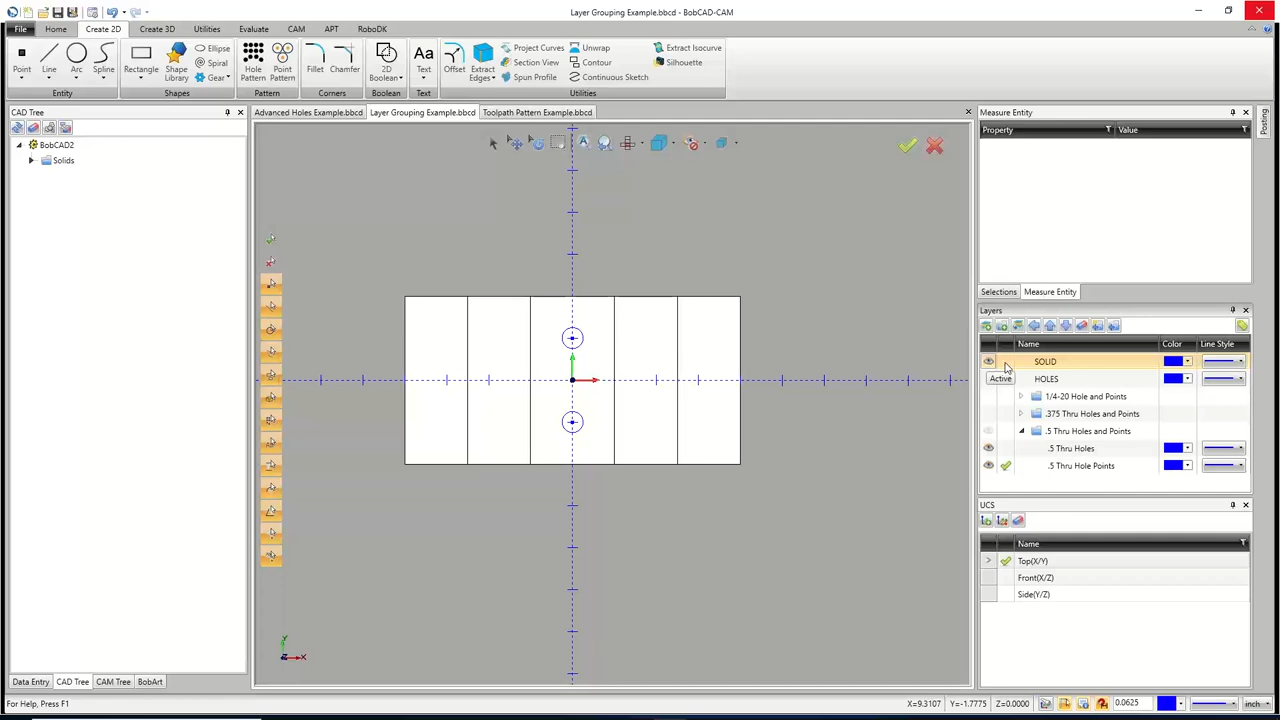 Layer Grouping Example.bbcd - BobCAD-CAM
File Home Create 2D Create 3D Utilities Evaluate CAM APT RoboDK
Point Line Arc Spline Rectangle Shape Library Ellipse Spiral Gear Hole Pattern Point Pattern Fillet Chamfer 2D Boolean Text Offset Extract Edges Project Curves Section View Spun Profile Unwrap Contour Continuous Sketch Extract Isocurve Silhouette
Entity Shapes Pattern Corners Boolean Text Utilities
CAD Tree
Advanced Holes Example.bbcd Layer Grouping Example.bbcd Toolpath Pattern Example.bbcd
Measure Entity
Property Value
Posting
BobCAD2
Solids
Selections Measure Entity
Layers
Name Color Line Style
SOLID
Active
HOLES
1/4-20 Hole and Points
.375 Thru Holes and Points
.5 Thru Holes and Points
.5 Thru Holes
.5 Thru Hole Points
UCS
Name
Top(X/Y)
Front(X/Z)
Side(Y/Z)
Y
Z X
Data Entry CAD Tree CAM Tree BobArt
For Help, Press F1
X=9.3107 Y=-1.7775 Z=0.0000 0.0625 inch